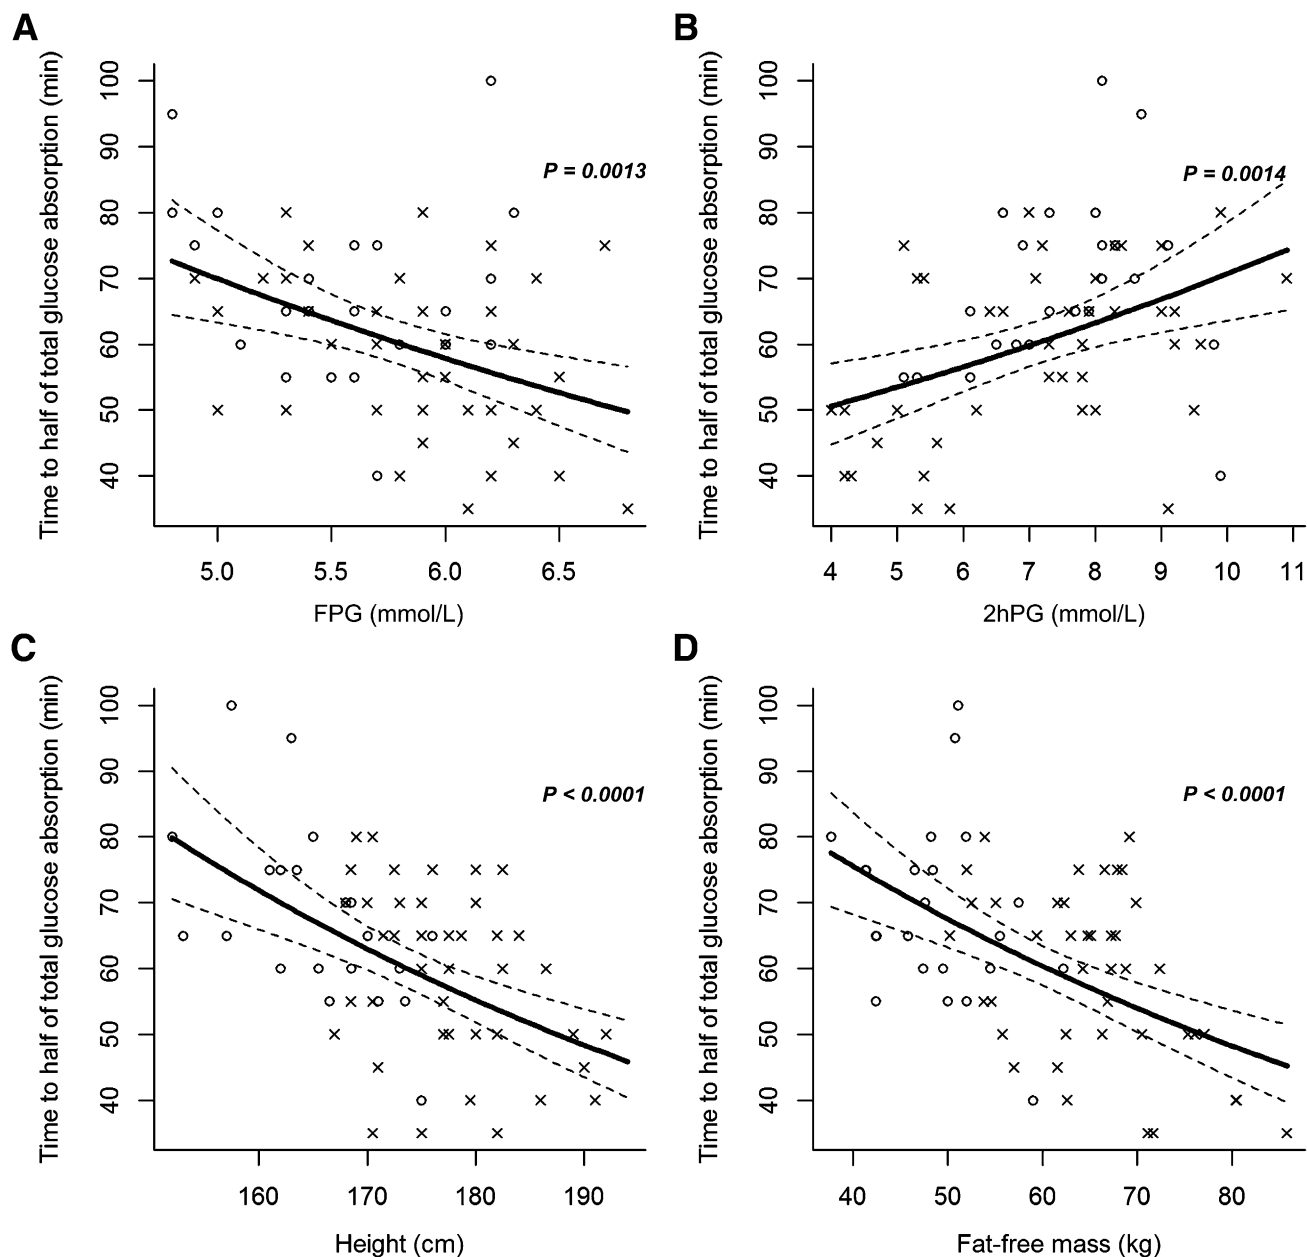 A
Time to half of total glucose absorption (min)
100
90
80
70
60
50
40
P = 0.0013
5.0 5.5 6.0 6.5
FPG (mmol/L)
B
Time to half of total glucose absorption (min)
100
90
80
70
60
50
40
P = 0.0014
4 5 6 7 8 9 10 11
2hPG (mmol/L)
C
Time to half of total glucose absorption (min)
100
90
80
70
60
50
40
P < 0.0001
160 170 180 190
Height (cm)
D
Time to half of total glucose absorption (min)
100
90
80
70
60
50
40
P < 0.0001
40 50 60 70 80
Fat-free mass (kg)